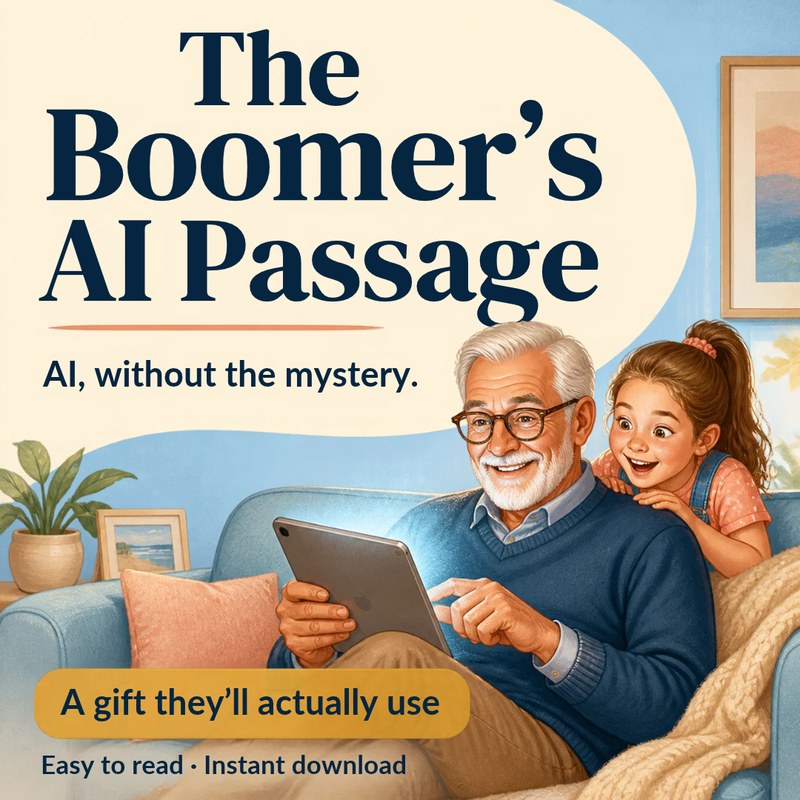 The
Boomer’s
AI Passage
AI, without the mystery.
A gift they’ll actually use
Easy to read · Instant download